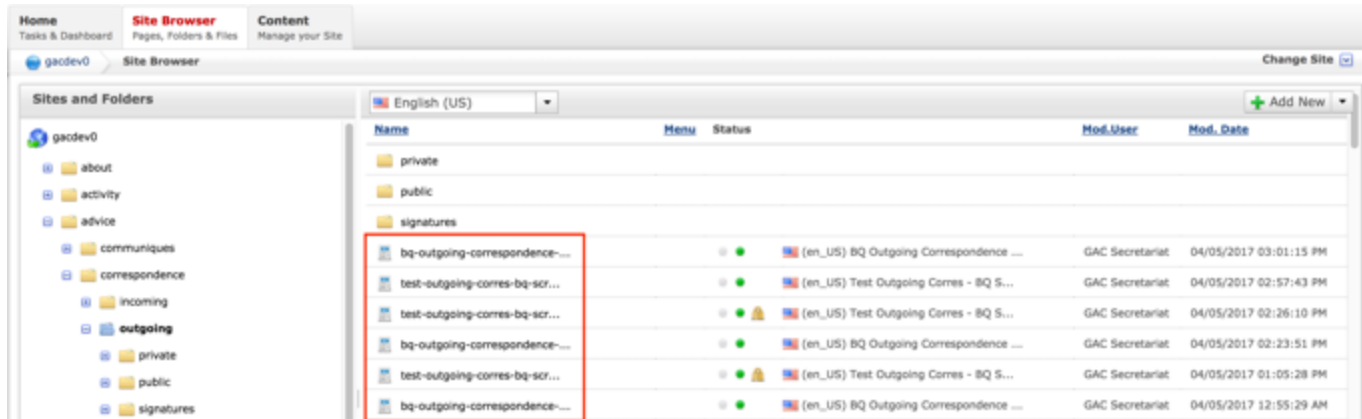 Home Site Browser Content
Tasks & Dashboard Pages, Folders & Files Manage your Site
gacdev0 Site Browser Change Site
Sites and Folders English (US) Add New
Name Menu Status Mod.User Mod. Date
gacdev0
private
about
public
activity
signatures
advice
communiques
bq-outgoing-correspondence-... (en_US) BQ Outgoing Correspondence ... GAC Secretariat 04/05/2017 03:01:15 PM
correspondence
test-outgoing-corres-bq-scr... (en_US) Test Outgoing Corres - BQ S... GAC Secretariat 04/05/2017 02:57:43 PM
incoming
test-outgoing-corres-bq-scr... (en_US) Test Outgoing Corres - BQ S... GAC Secretariat 04/05/2017 02:26:10 PM
outgoing
bq-outgoing-correspondence-... (en_US) BQ Outgoing Correspondence ... GAC Secretariat 04/05/2017 02:23:51 PM
private
test-outgoing-corres-bq-scr... (en_US) Test Outgoing Corres - BQ S... GAC Secretariat 04/05/2017 01:05:28 PM
public
bq-outgoing-correspondence-... (en_US) BQ Outgoing Correspondence ... GAC Secretariat 04/05/2017 12:55:29 AM
signatures